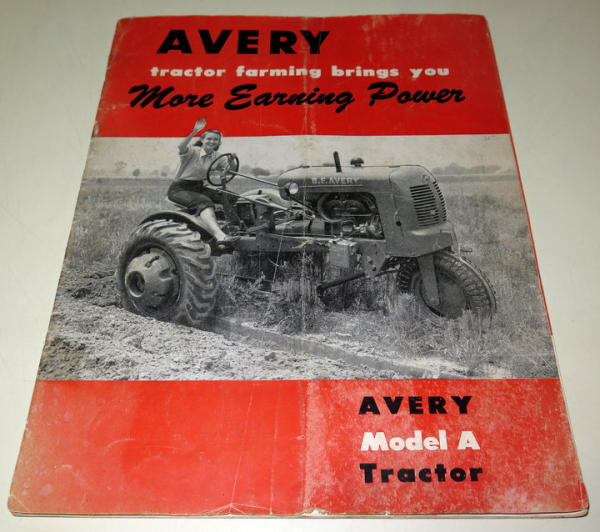 AVERY
tractor farming brings you
More Earning Power
B.F. AVERY
AVERY
Model A
Tractor